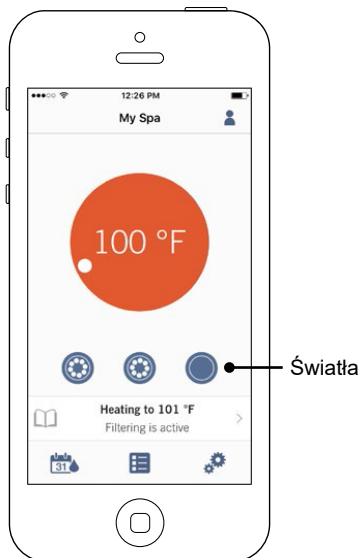 12:26 PM
My Spa
100 °F
Światła
Heating to 101 °F
Filtering is active
31